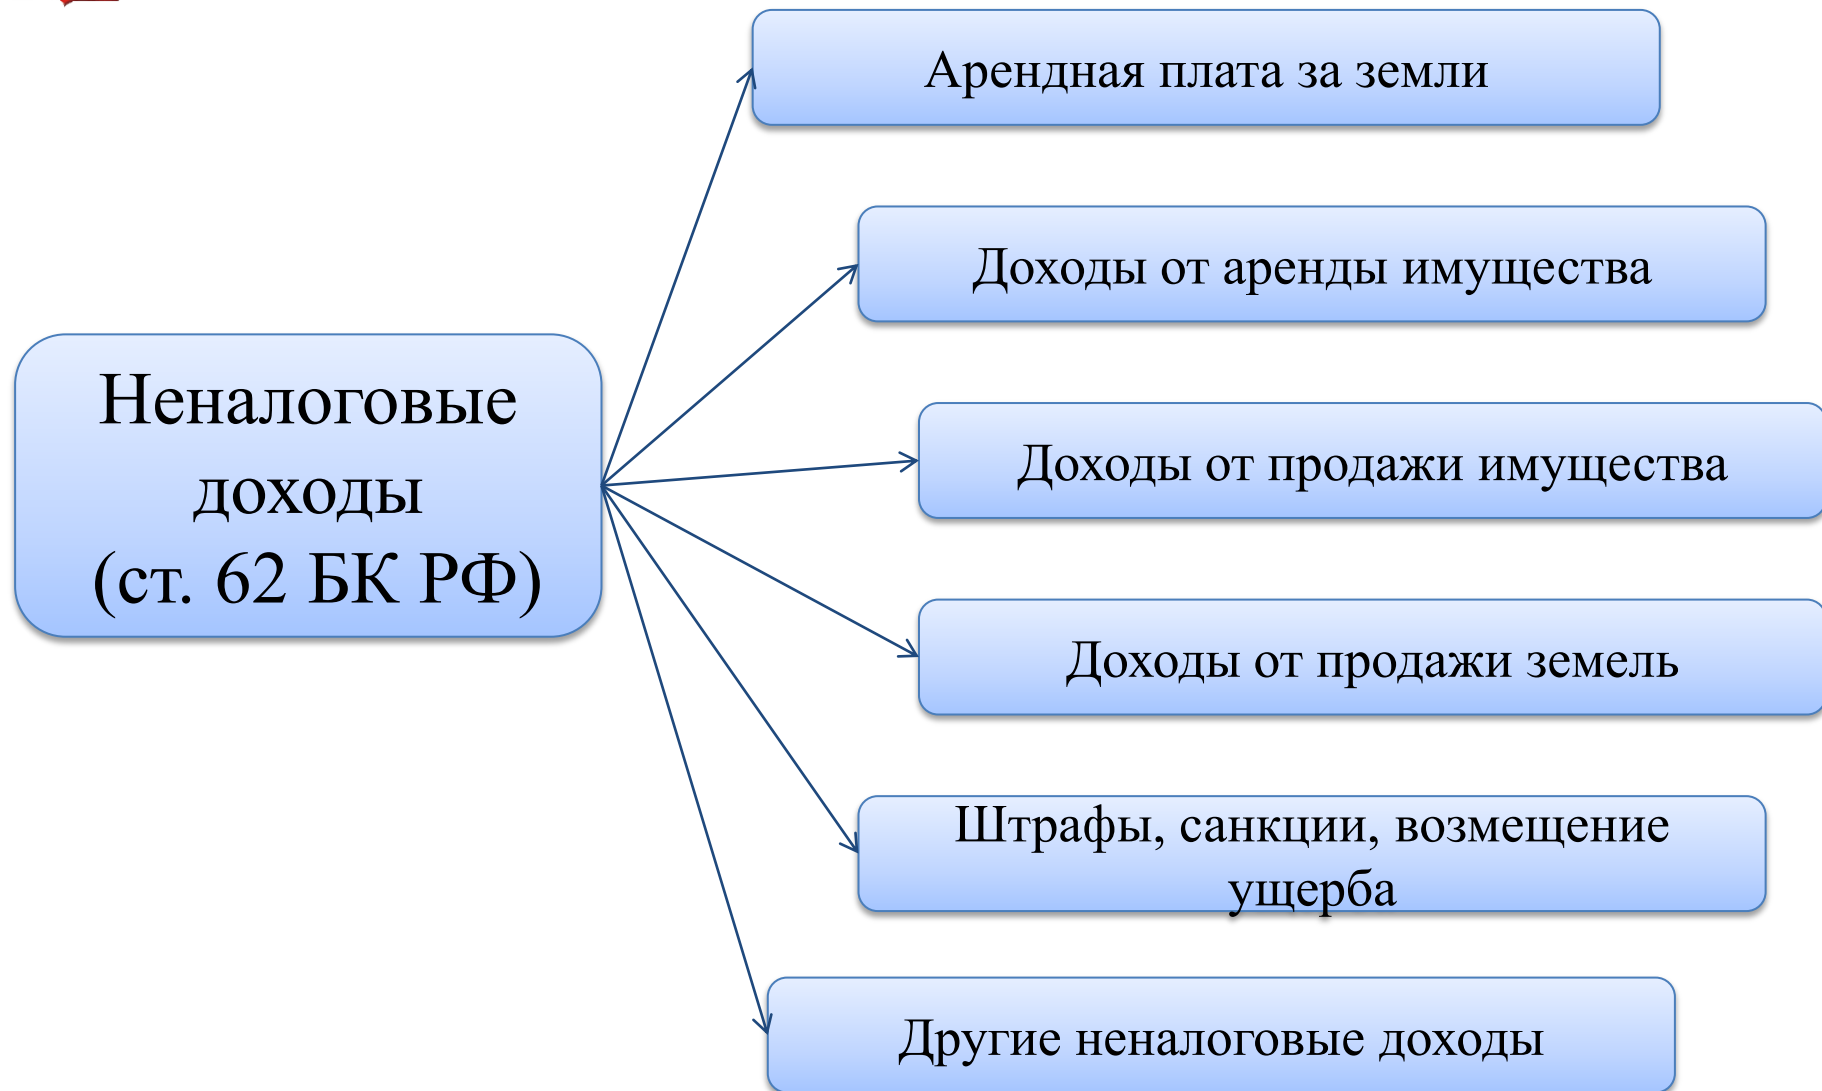 Арендная плата за земли
Доходы от аренды имущества
Неналоговые
доходы
(ст. 62 БК РФ)
Доходы от продажи имущества
Доходы от продажи земель
Штрафы, санкции, возмещение
ущерба
Другие неналоговые доходы